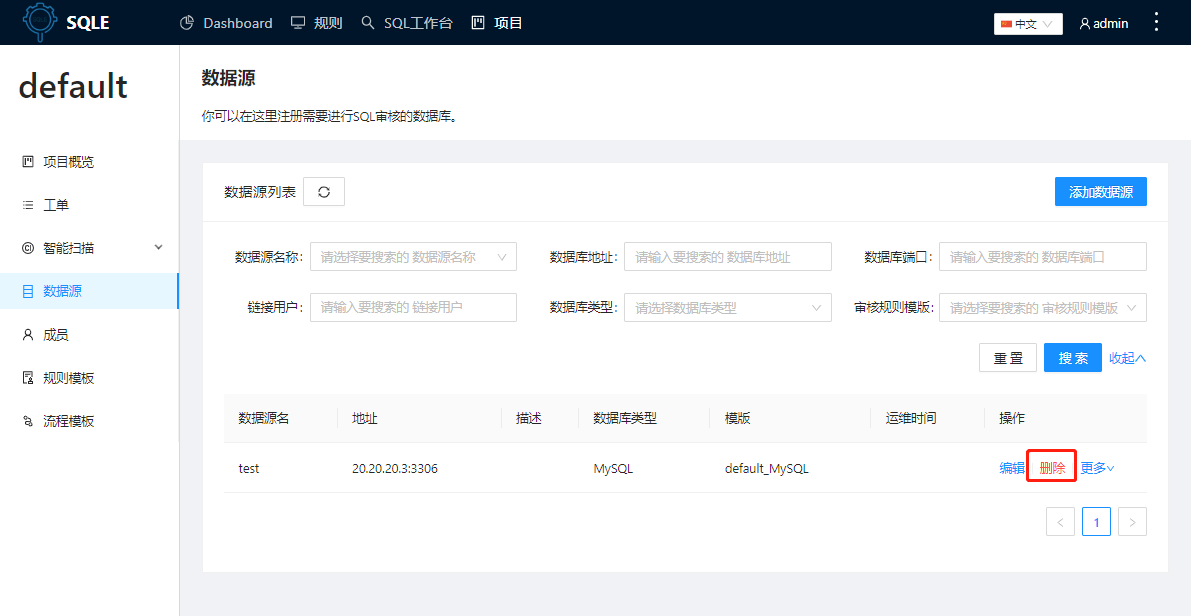 SQLE Dashboard 规则 SQL工作台 项目 中文 admin
default
项目概览
工单
智能扫描
数据源
成员
规则模板
流程模板
数据源
你可以在这里注册需要进行SQL审核的数据库。
数据源列表 添加数据源
数据源名称: 请选择要搜索的 数据源名称 数据库地址: 请输入要搜索的 数据库地址 数据库端口: 请输入要搜索的 数据库端口
链接用户: 请输入要搜索的 链接用户 数据库类型: 请选择数据库类型 审核规则模版: 请选择要搜索的 审核规则模版
重 置 搜 索 收起
数据源名 地址 描述 数据库类型 模版 运维时间 操作
test 20.20.20.3:3306 MySQL default_MySQL 编辑 删除 更多
< 1 >